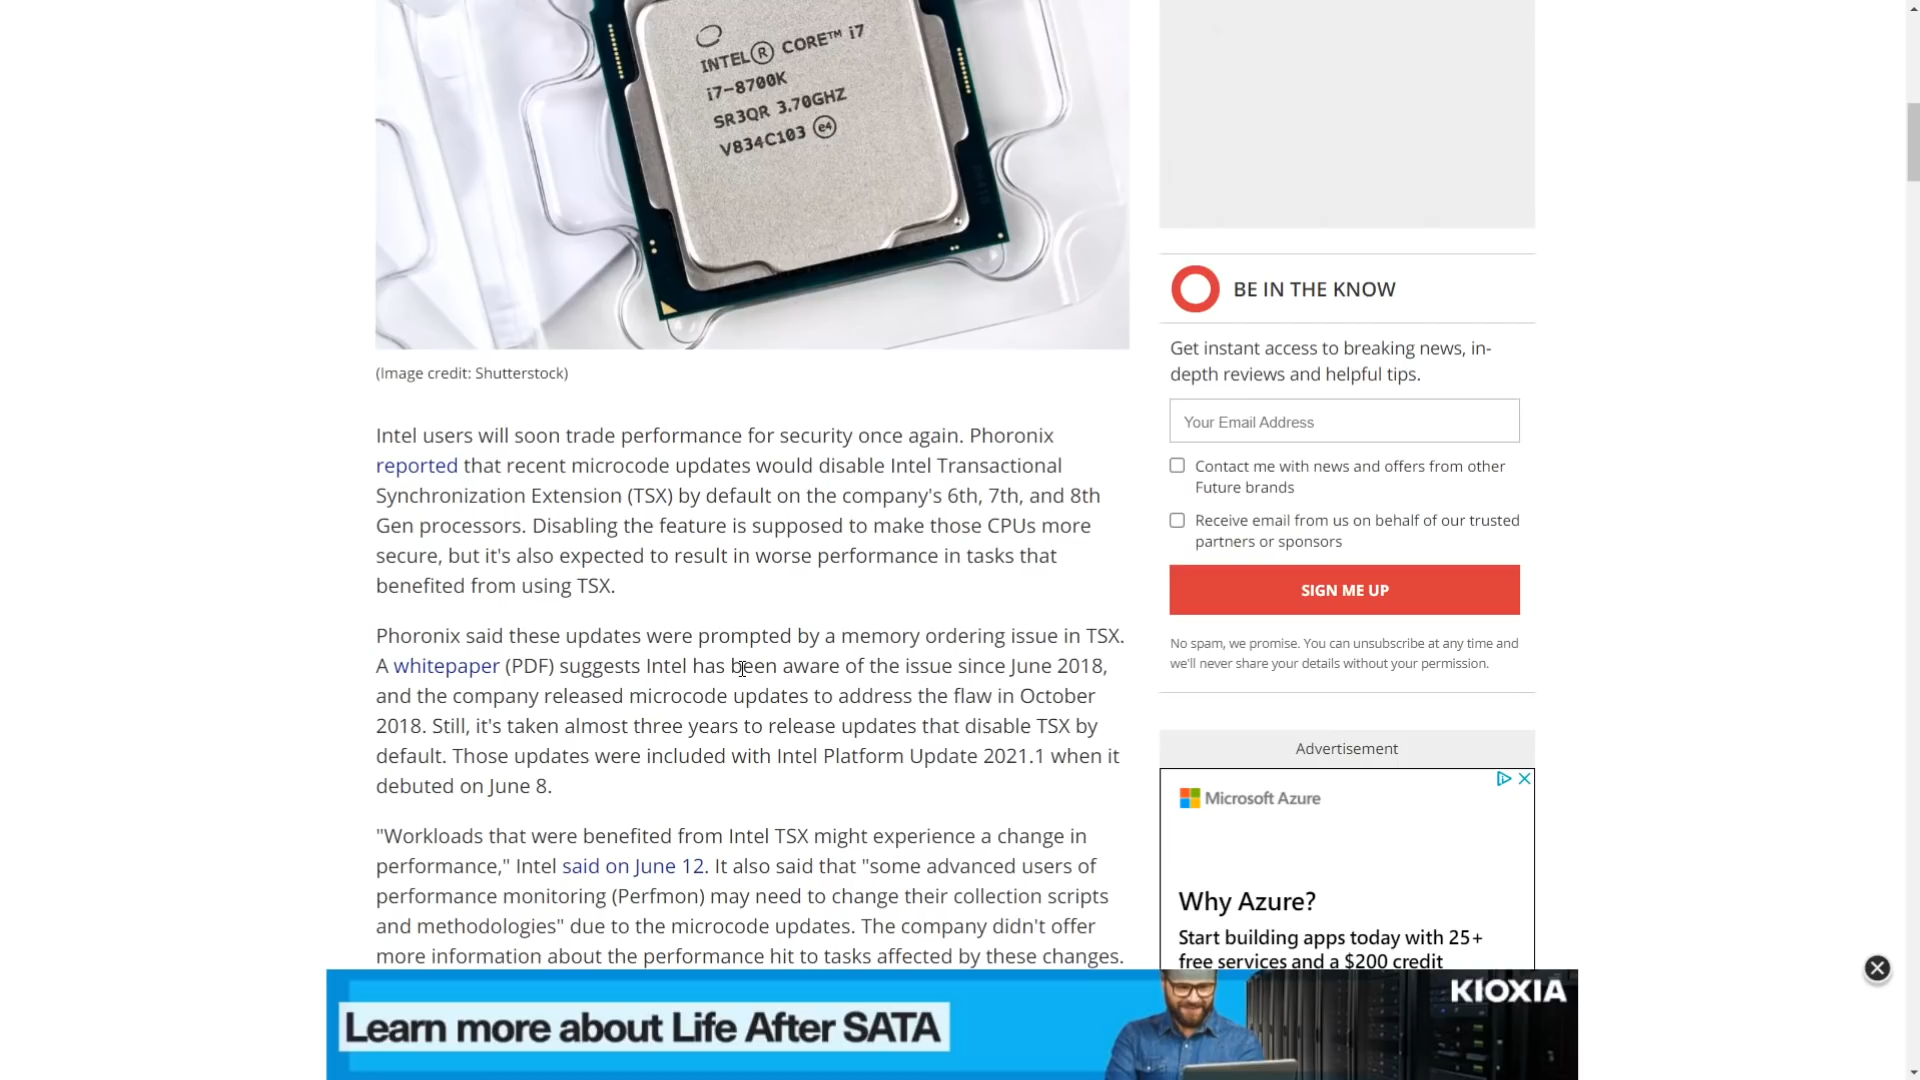 INTEL® CORE™ i7
i7-8700K
SR3QR 3.70GHZ
V834C103 e4
(Image credit: Shutterstock)
Intel users will soon trade performance for security once again. Phoronix
reported that recent microcode updates would disable Intel Transactional
Synchronization Extension (TSX) by default on the company's 6th, 7th, and 8th
Gen processors. Disabling the feature is supposed to make those CPUs more
secure, but it's also expected to result in worse performance in tasks that
benefited from using TSX.
Phoronix said these updates were prompted by a memory ordering issue in TSX.
A whitepaper (PDF) suggests Intel has been aware of the issue since June 2018,
and the company released microcode updates to address the flaw in October
2018. Still, it's taken almost three years to release updates that disable TSX by
default. Those updates were included with Intel Platform Update 2021.1 when it
debuted on June 8.
"Workloads that were benefited from Intel TSX might experience a change in
performance," Intel said on June 12. It also said that "some advanced users of
performance monitoring (Perfmon) may need to change their collection scripts
and methodologies" due to the microcode updates. The company didn't offer
more information about the performance hit to tasks affected by these changes.
BE IN THE KNOW
Get instant access to breaking news, in-
depth reviews and helpful tips.
Your Email Address
Contact me with news and offers from other
Future brands
Receive email from us on behalf of our trusted
partners or sponsors
SIGN ME UP
No spam, we promise. You can unsubscribe at any time and
we'll never share your details without your permission.
Advertisement
Microsoft Azure
Why Azure?
Start building apps today with 25+
free services and a $200 credit
Learn more about Life After SATA
KIOXIA